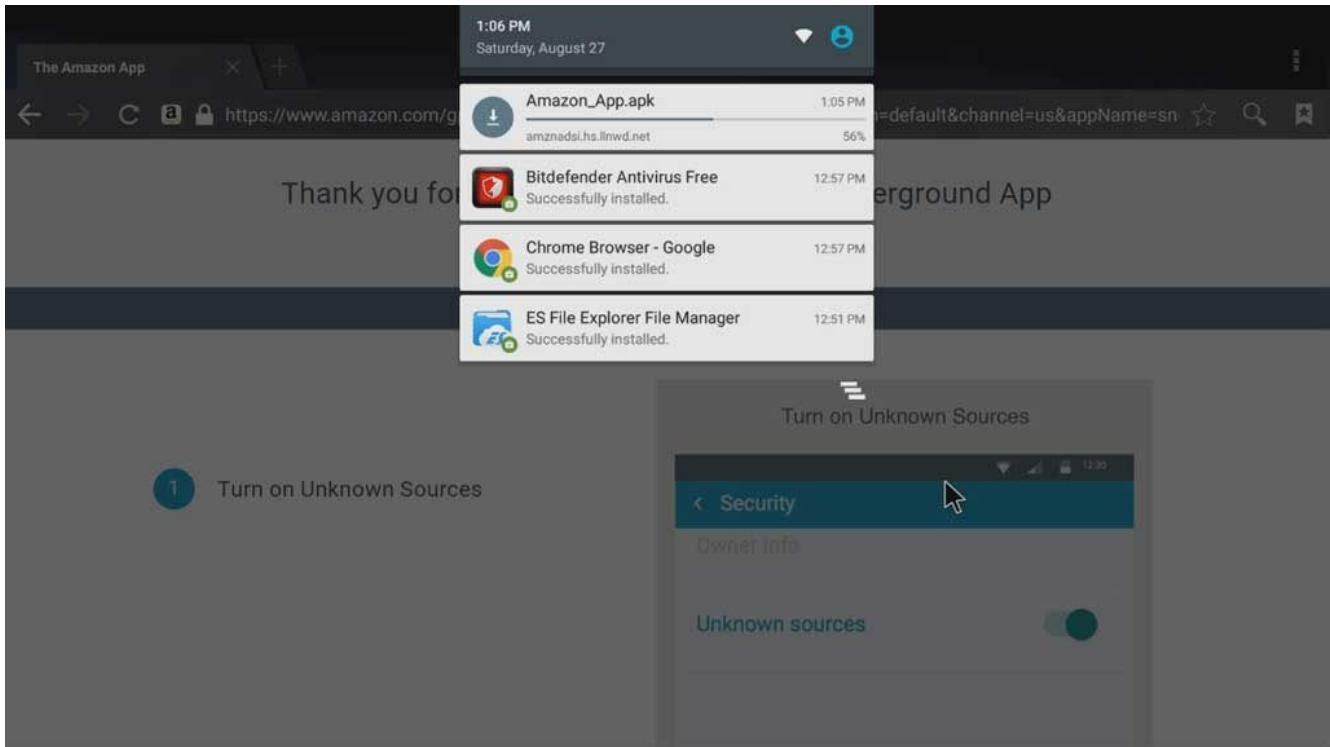 1:06 PM
Saturday, August 27
The Amazon App
https://www.amazon.com/g
=default&channel=us&appName=sn
Amazon_App.apk 1:05 PM
amznadsi.hs.llnwd.net 56%
Bitdefender Antivirus Free 12:57 PM
Successfully installed.
Thank you for
erground App
Chrome Browser - Google 12:57 PM
Successfully installed.
ES File Explorer File Manager 12:51 PM
Successfully installed.
Turn on Unknown Sources
12:30
1 Turn on Unknown Sources
Security
Owner Info
Unknown sources